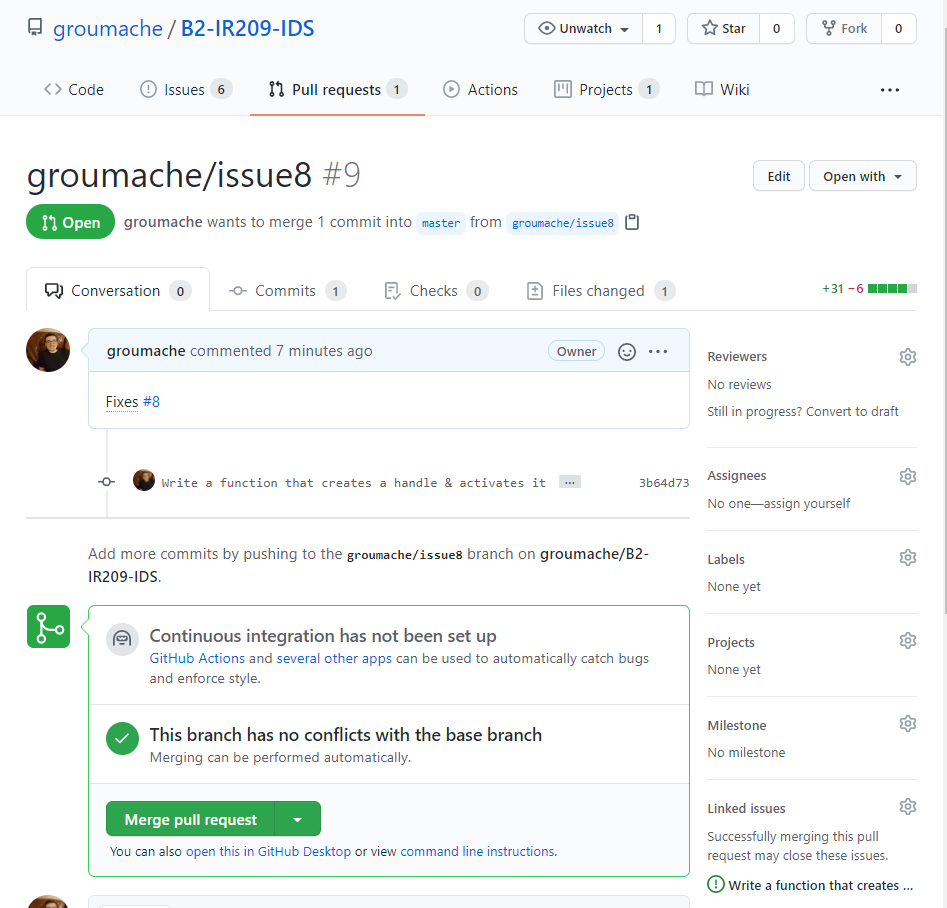 groumache / B2-IR209-IDS
Unwatch 1 Star 0 Fork 0
Code Issues 6 Pull requests 1 Actions Projects 1 Wiki ...
groumache/issue8 #9
Edit Open with
Open groumache wants to merge 1 commit into master from groumache/issue8
Conversation 0 Commits 1 Checks 0 Files changed 1 +31 −6
groumache commented 7 minutes ago Owner ...
Fixes #8
Write a function that creates a handle & activates it ... 3b64d73
Add more commits by pushing to the groumache/issue8 branch on groumache/B2-
IR209-IDS.
Continuous integration has not been set up
GitHub Actions and several other apps can be used to automatically catch bugs
and enforce style.
This branch has no conflicts with the base branch
Merging can be performed automatically.
Merge pull request
You can also open this in GitHub Desktop or view command line instructions.
Reviewers
No reviews
Still in progress? Convert to draft
Assignees
No one—assign yourself
Labels
None yet
Projects
None yet
Milestone
No milestone
Linked issues
Successfully merging this pull
request may close these issues.
Write a function that creates ...